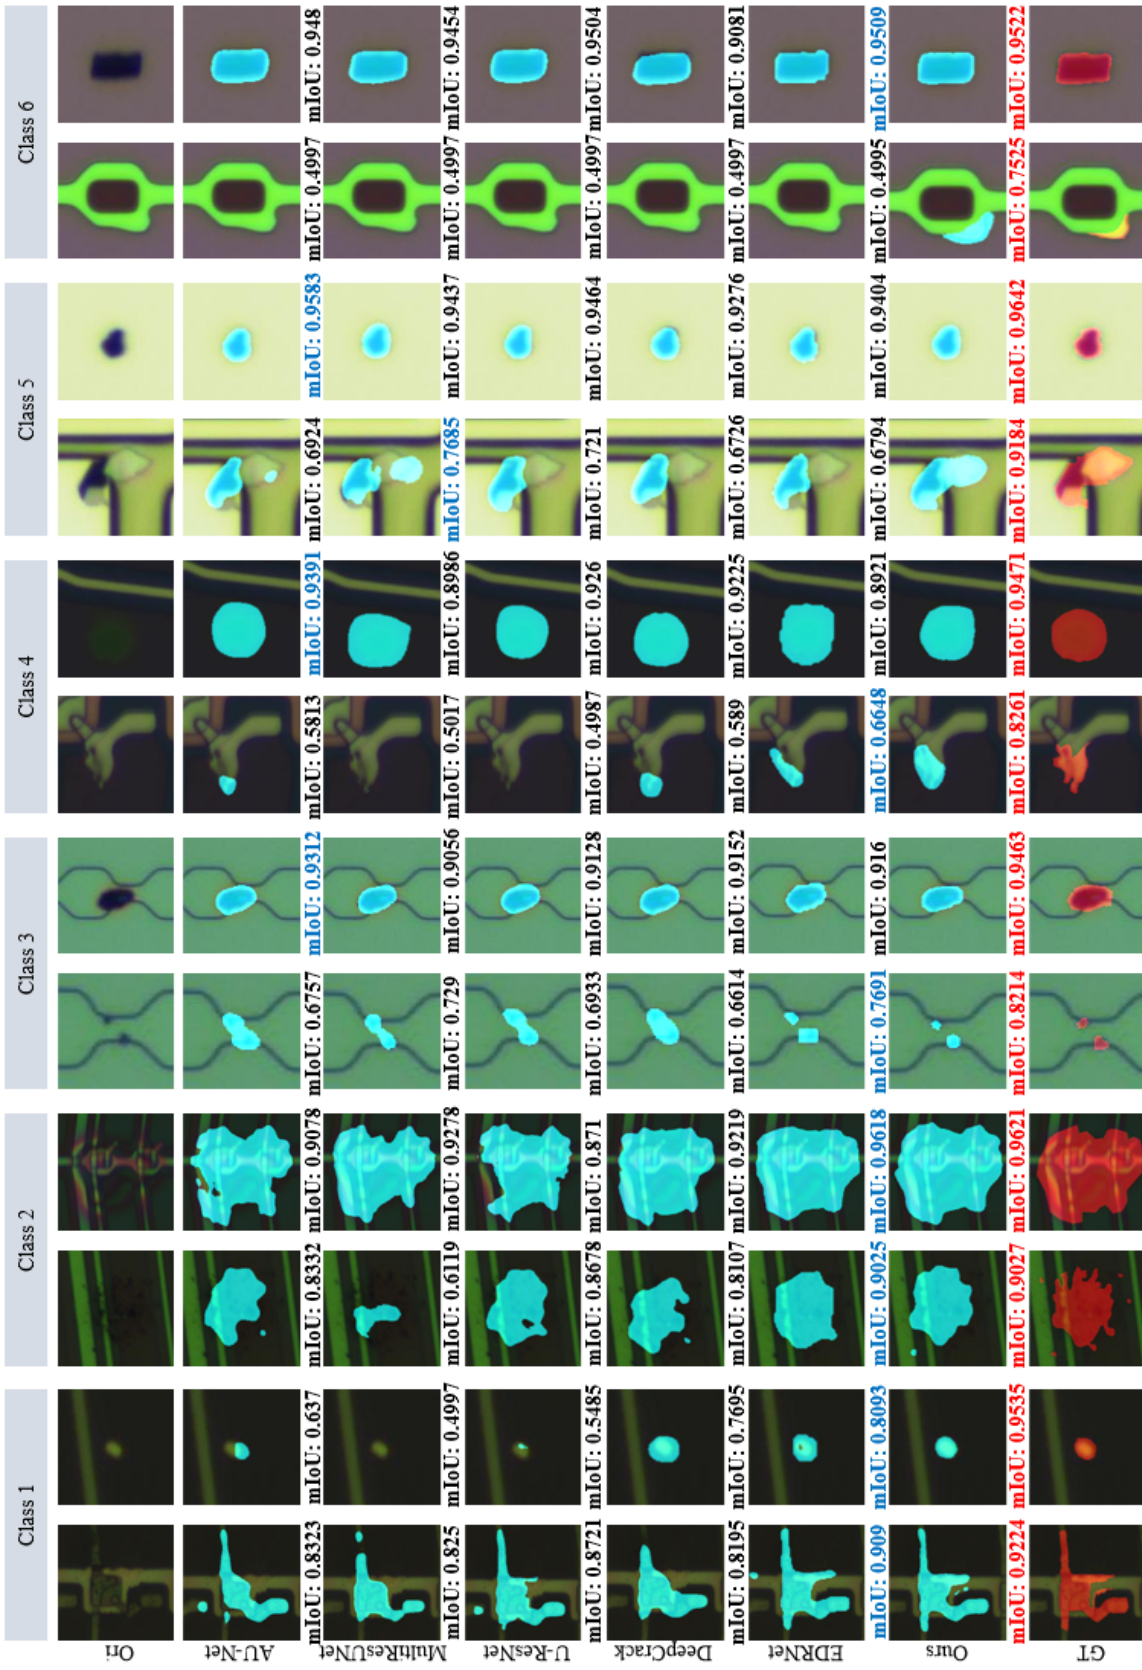 Class 1 Class 2 Class 3 Class 4 Class 5 Class 6
Ori
AU-Net
mIoU: 0.8323 mIoU: 0.637 mIoU: 0.8332 mIoU: 0.9078 mIoU: 0.6757 mIoU: 0.9312 mIoU: 0.5813 mIoU: 0.9391 mIoU: 0.6924 mIoU: 0.9583 mIoU: 0.4997 mIoU: 0.948
MultiResUNet
mIoU: 0.825 mIoU: 0.4997 mIoU: 0.6119 mIoU: 0.9278 mIoU: 0.729 mIoU: 0.9056 mIoU: 0.5017 mIoU: 0.8986 mIoU: 0.7685 mIoU: 0.9437 mIoU: 0.4997 mIoU: 0.9454
U-ResNet
mIoU: 0.8721 mIoU: 0.5485 mIoU: 0.8678 mIoU: 0.871 mIoU: 0.6933 mIoU: 0.9128 mIoU: 0.4987 mIoU: 0.926 mIoU: 0.721 mIoU: 0.9464 mIoU: 0.4997 mIoU: 0.9504
DeepCrack
mIoU: 0.8195 mIoU: 0.7695 mIoU: 0.8107 mIoU: 0.9219 mIoU: 0.6614 mIoU: 0.9152 mIoU: 0.589 mIoU: 0.9225 mIoU: 0.6726 mIoU: 0.9276 mIoU: 0.4997 mIoU: 0.9081
EDRNet
mIoU: 0.909 mIoU: 0.8093 mIoU: 0.9025 mIoU: 0.9618 mIoU: 0.7691 mIoU: 0.916 mIoU: 0.6648 mIoU: 0.8921 mIoU: 0.6794 mIoU: 0.9404 mIoU: 0.4995 mIoU: 0.9509
Ours
mIoU: 0.9224 mIoU: 0.9535 mIoU: 0.9027 mIoU: 0.9621 mIoU: 0.8214 mIoU: 0.9463 mIoU: 0.8261 mIoU: 0.9471 mIoU: 0.9184 mIoU: 0.9642 mIoU: 0.7525 mIoU: 0.9522
GT